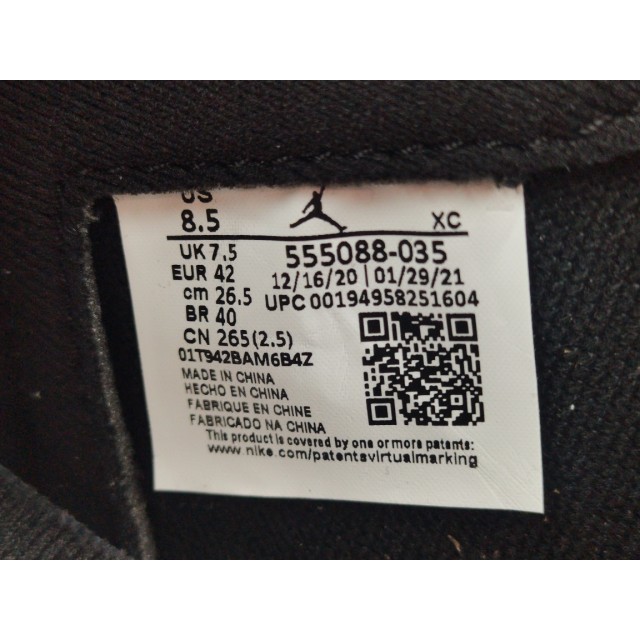 US
8.5
XC
UK 7.5
555088-035
EUR 42
12/16/20 | 01/29/21
cm 26.5
UPC 00194958251604
BR 40
CN 265(2.5)
01T942BAM6B4Z
MADE IN CHINA
HECHO EN CHINA
FABRIQUE EN CHINE
FABRICADO NA CHINA
This product is covered by one or more patents:
www.nike.com/patentsvirtualmarking